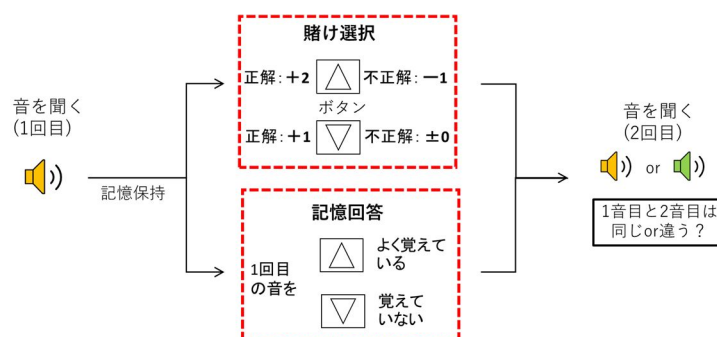 音を聞く
(1回目)
記憶保持
賭け選択
正解:+2 不正解:ー1
ボタン
正解:+1 不正解:±0
記憶回答
1回目
の音を
よく覚えて
いる
覚えて
いない
音を聞く
(2回目)
or
1音目と2音目は
同じor違う?